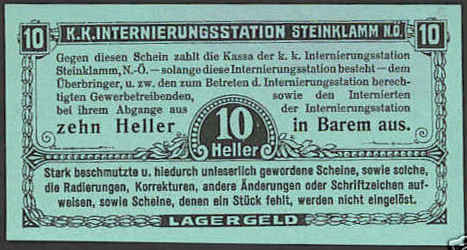 10 K.K. INTERNIERUNGSSTATION STEINKLAMM N.Ö. 10
Gegen diesen Schein zahlt die Kassa der k. k. Internierungsstation
Steinklamm, N.-Ö. — solange diese Internierungsstation besteht — dem
Überbringer, u. zw. den zum Betreten d. Internierungsstation berech-
tigten Gewerbetreibenden, sowie den Internierten
bei ihrem Abgange aus der Internierungsstation
zehn Heller 10 Heller in Barem aus.
Stark beschmutzte u. hiedurch unleserlich gewordene Scheine, sowie solche,
die Radierungen, Korrekturen, andere Änderungen oder Schriftzeichen auf-
weisen, sowie Scheine, denen ein Stück fehlt, werden nicht eingelöst.
LAGERGELD